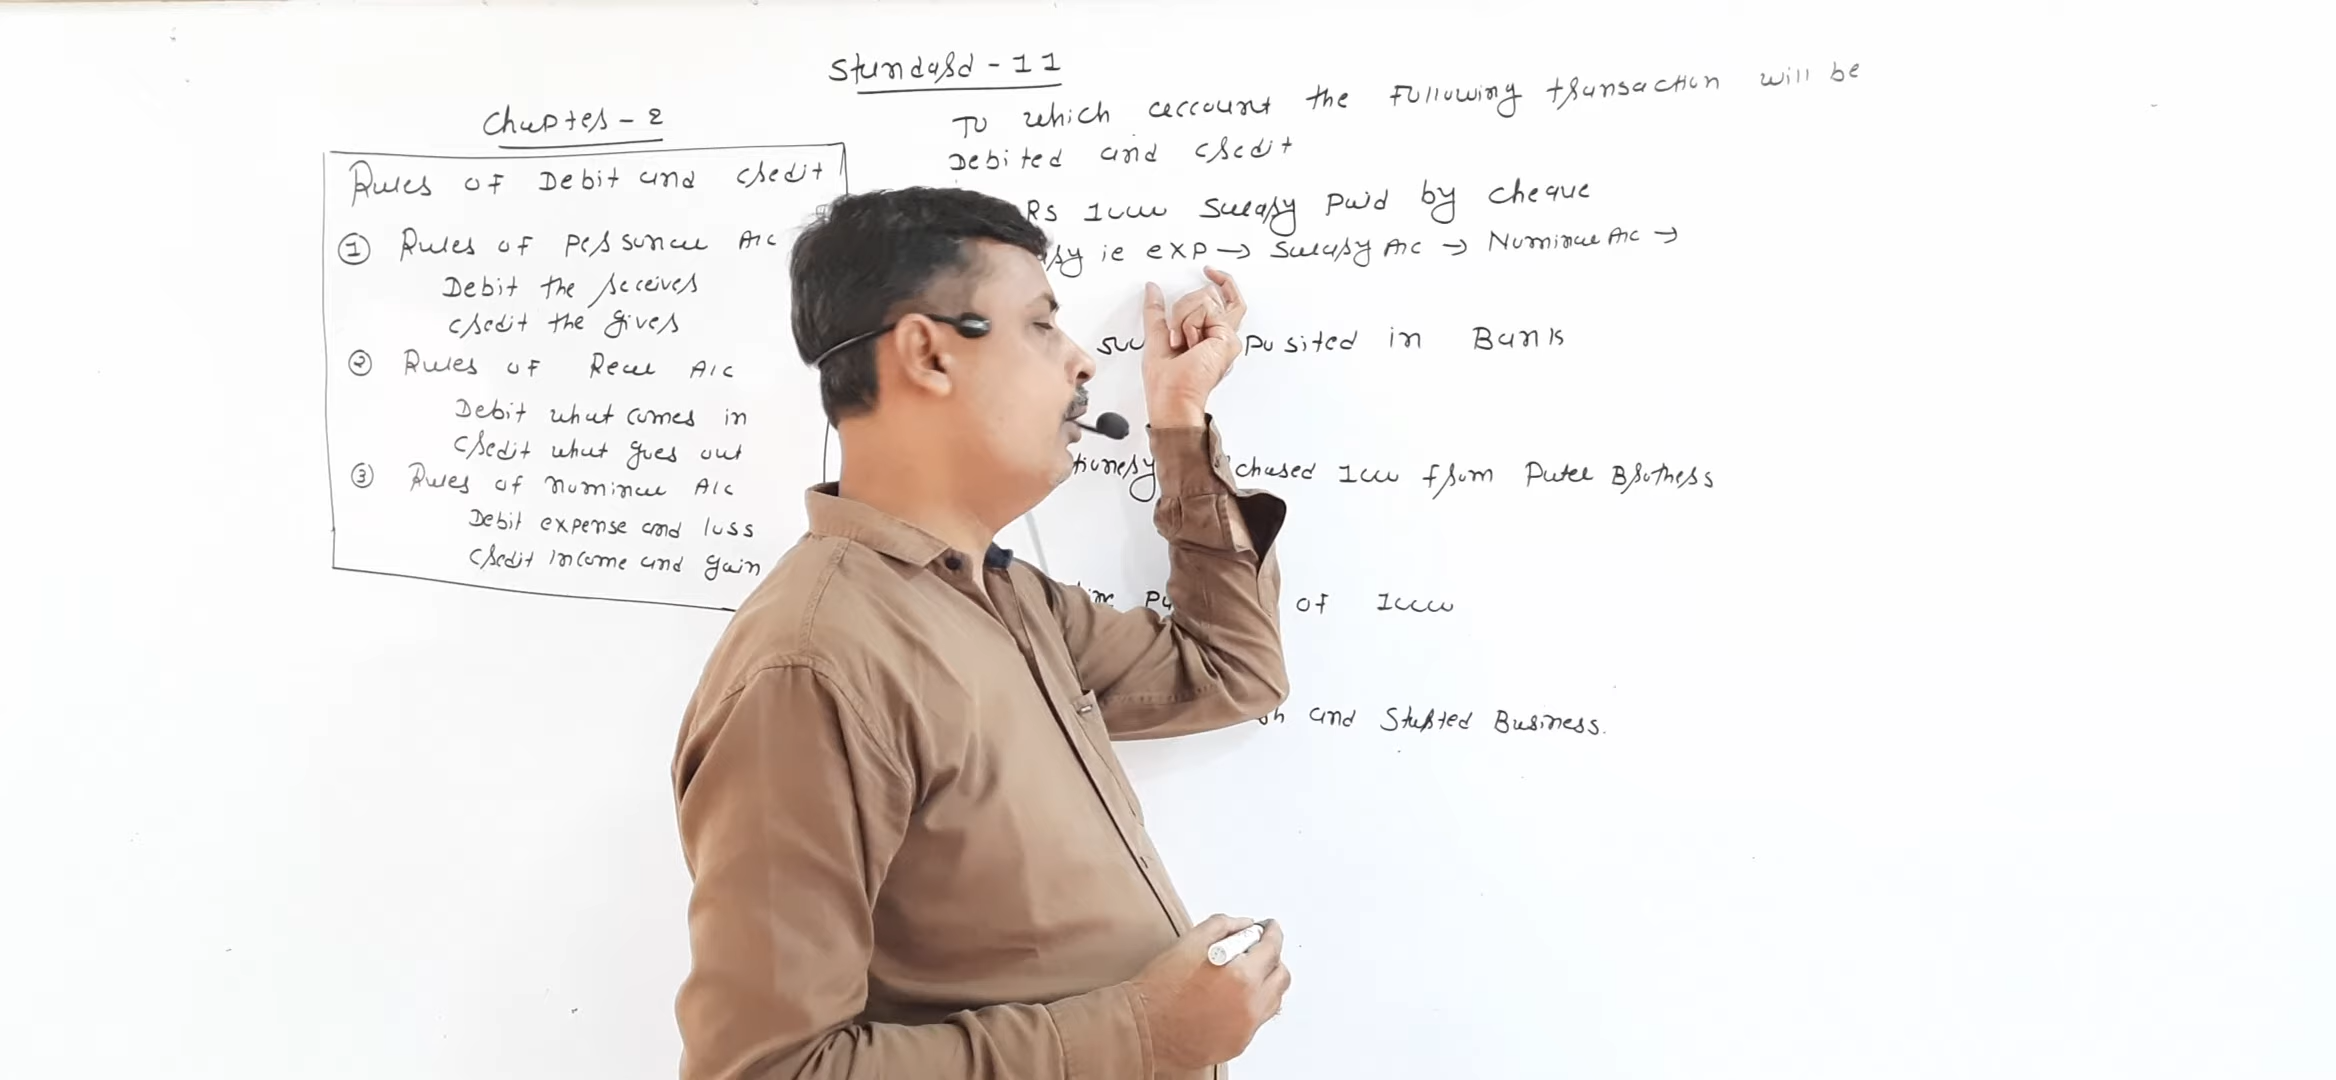 Standard - 11
Chapter - 2
Rules of Debit and credit
① Rules of personal A/c
Debit the receiver
credit the giver
② Rules of Real A/c
Debit what comes in
credit what goes out
③ Rules of nominal A/c
Debit expense and loss
credit income and gain
To which account the following transaction will be
Debited and credit
Rs 1000 salary paid by cheque
ie exp → salary A/c → Nominal A/c →
posited in Bank
chased 100 from Patel Brothers
of 1000
and started Business.